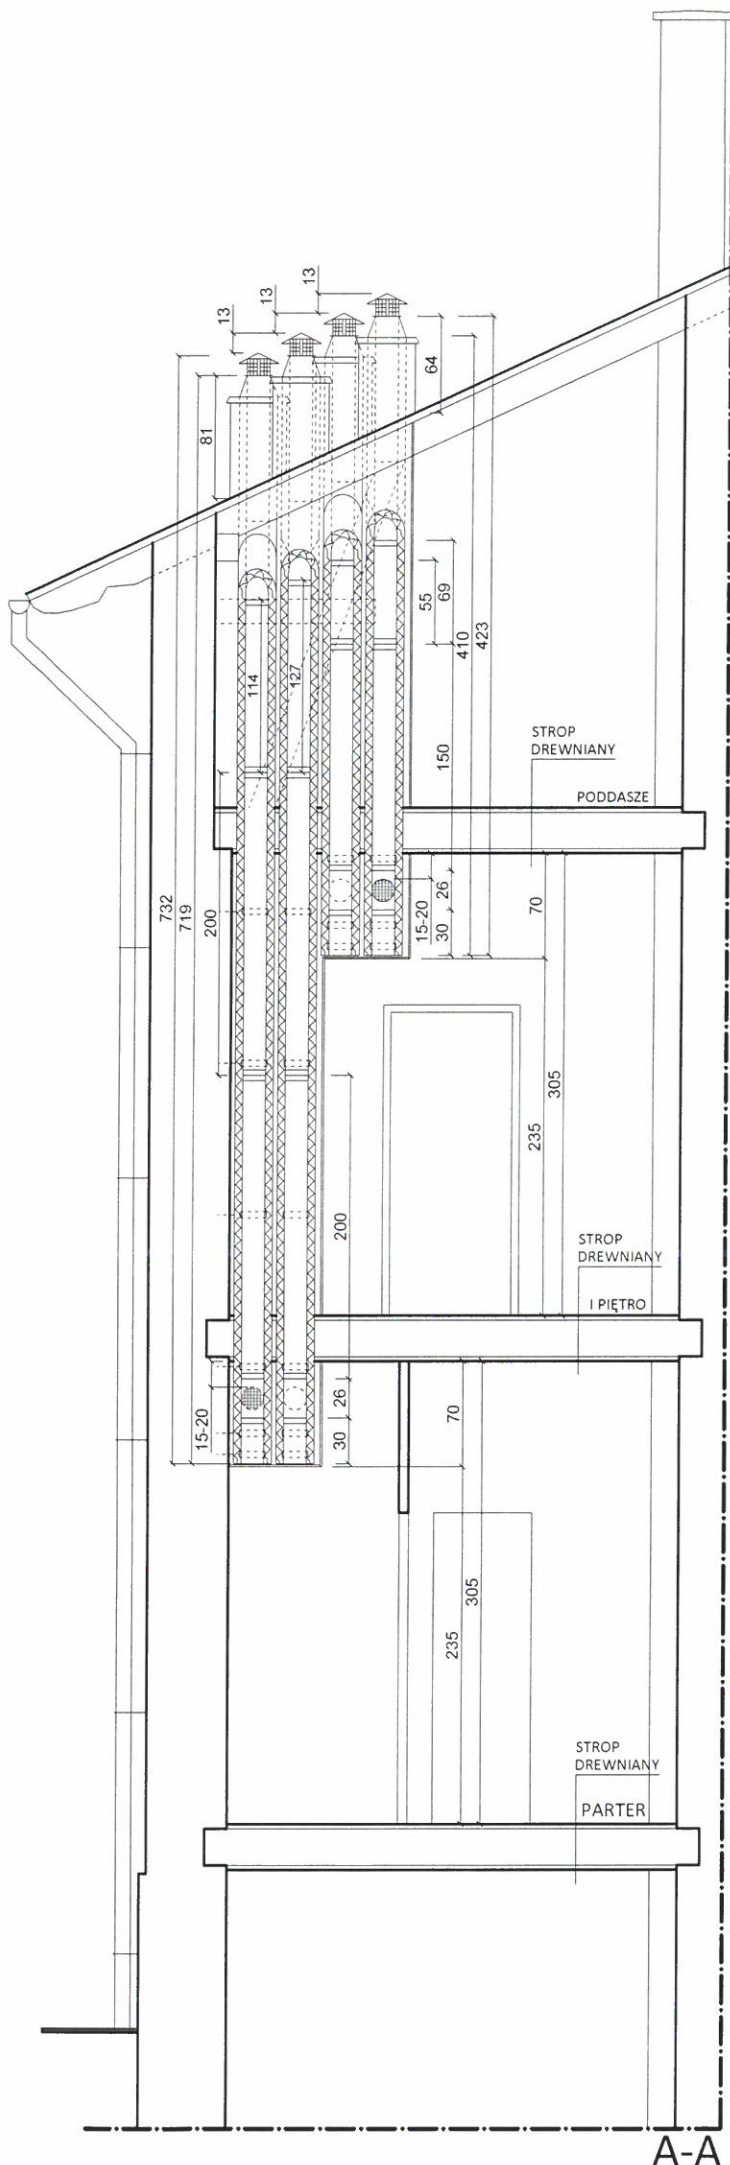 13
13
13
64
81
55
69
410
423
114
127
150
STROP
DREWNIANY
PODDASZE
732
719
200
15-20
26
30
70
235
305
200
STROP
DREWNIANY
I PIĘTRO
15-20
26
30
70
235
305
STROP
DREWNIANY
PARTER
A-A